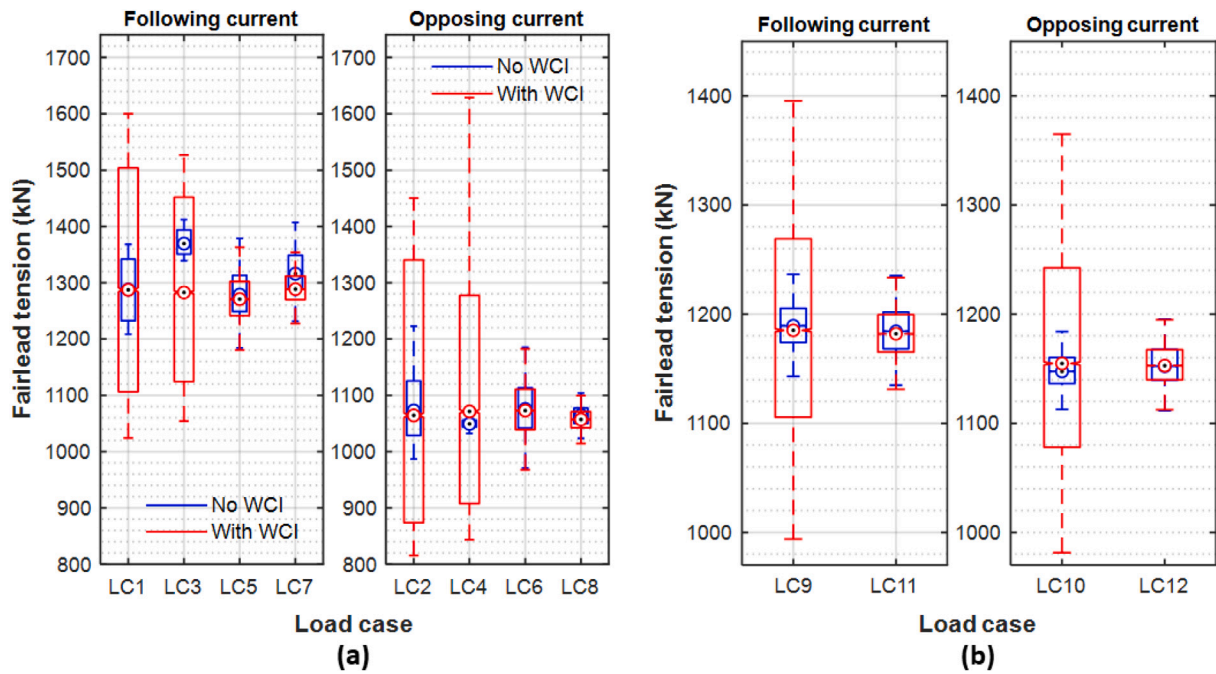 Following current
Opposing current
1700
1600
1500
1400
1300
1200
1100
1000
900
800
Fairlead tension (kN)
No WCI
With WCI
LC1 LC3 LC5 LC7
1700
1600
1500
1400
1300
1200
1100
1000
900
800
No WCI
With WCI
LC2 LC4 LC6 LC8
Load case
(a)
Following current
Opposing current
1400
1300
1200
1100
1000
Fairlead tension (kN)
LC9 LC11
1400
1300
1200
1100
1000
LC10 LC12
Load case
(b)